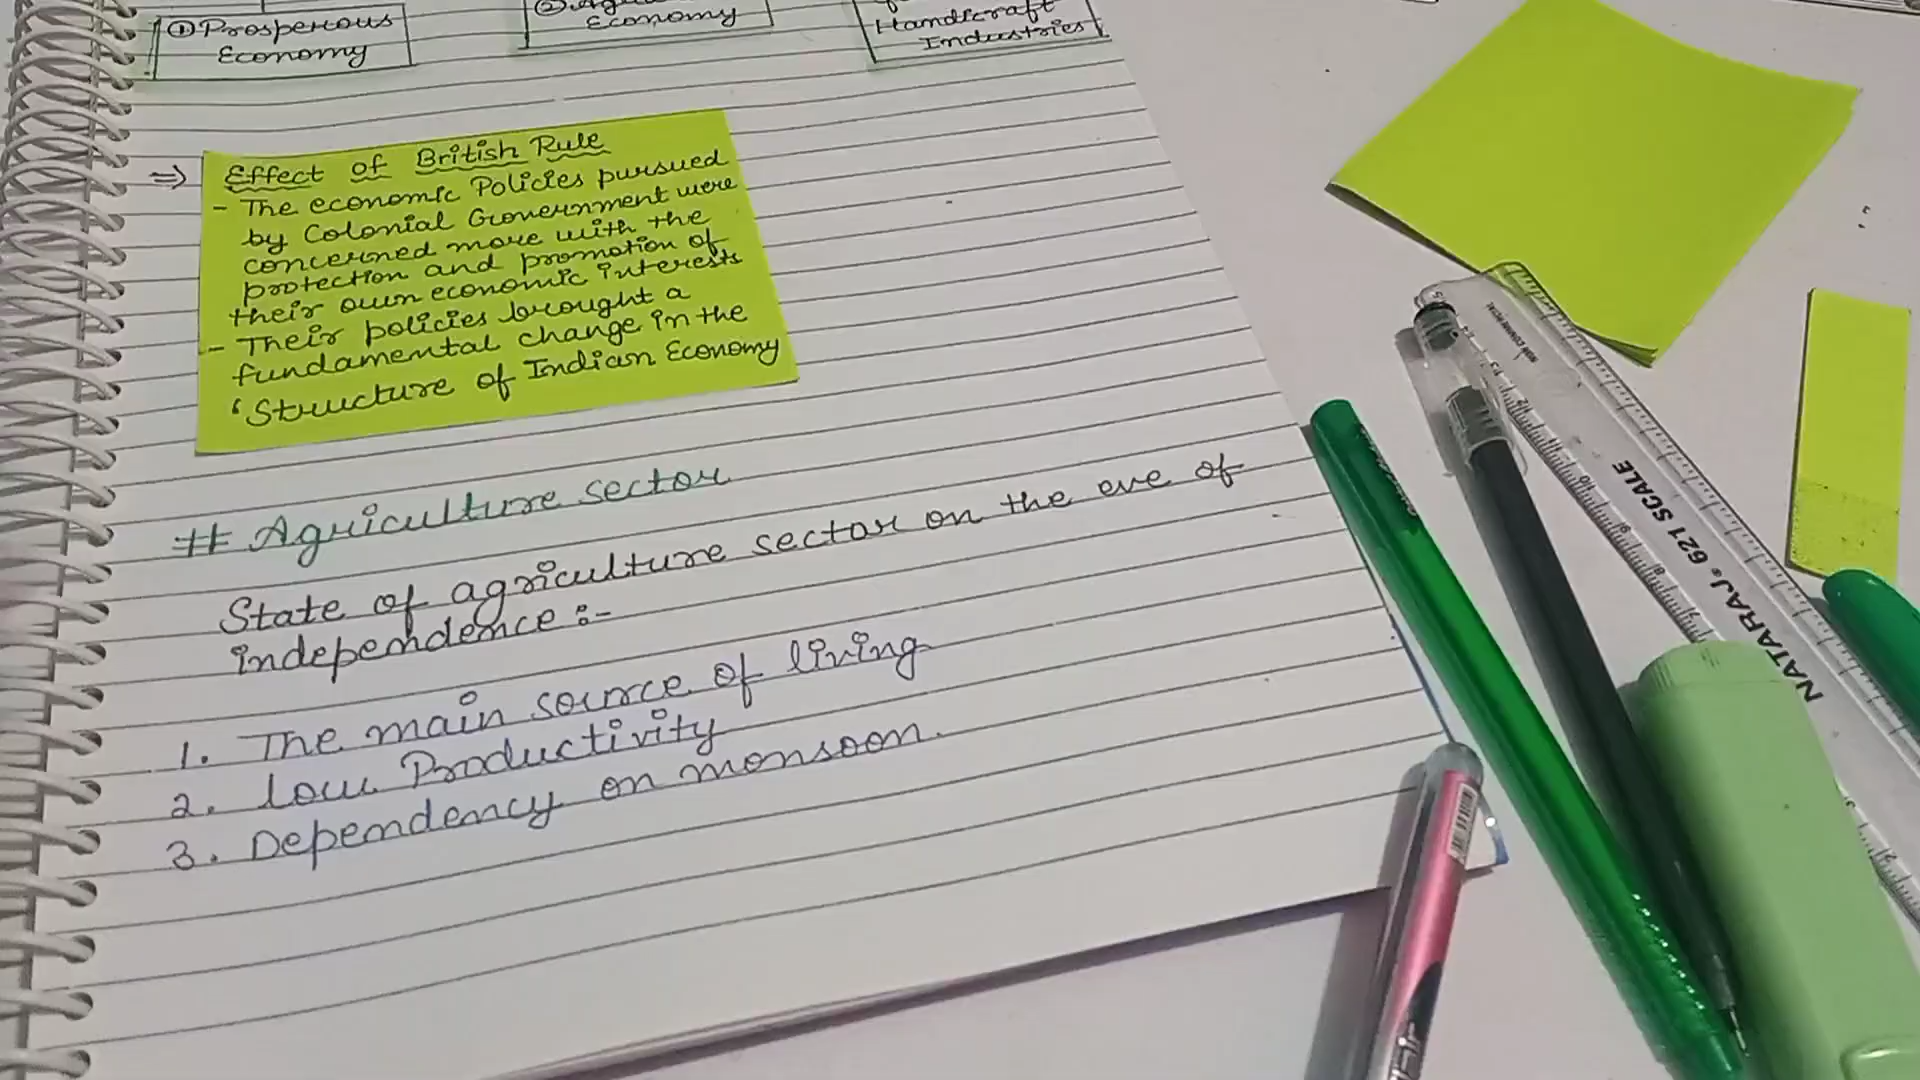 ① Prosperous
Economy
Economy
Handicraft
Industries
⇒ Effect of British Rule
- The economic Policies pursued
by Colonial Government were
concerned more with the
protection and promotion of
their own economic interests
- Their policies brought a
fundamental change in the
'Structure of Indian Economy
# Agriculture sector
State of agriculture sector on the eve of
independence :-
1. The main source of living
2. low Productivity
3. Dependency on monsoon.
NATARAJ 621 SCALE